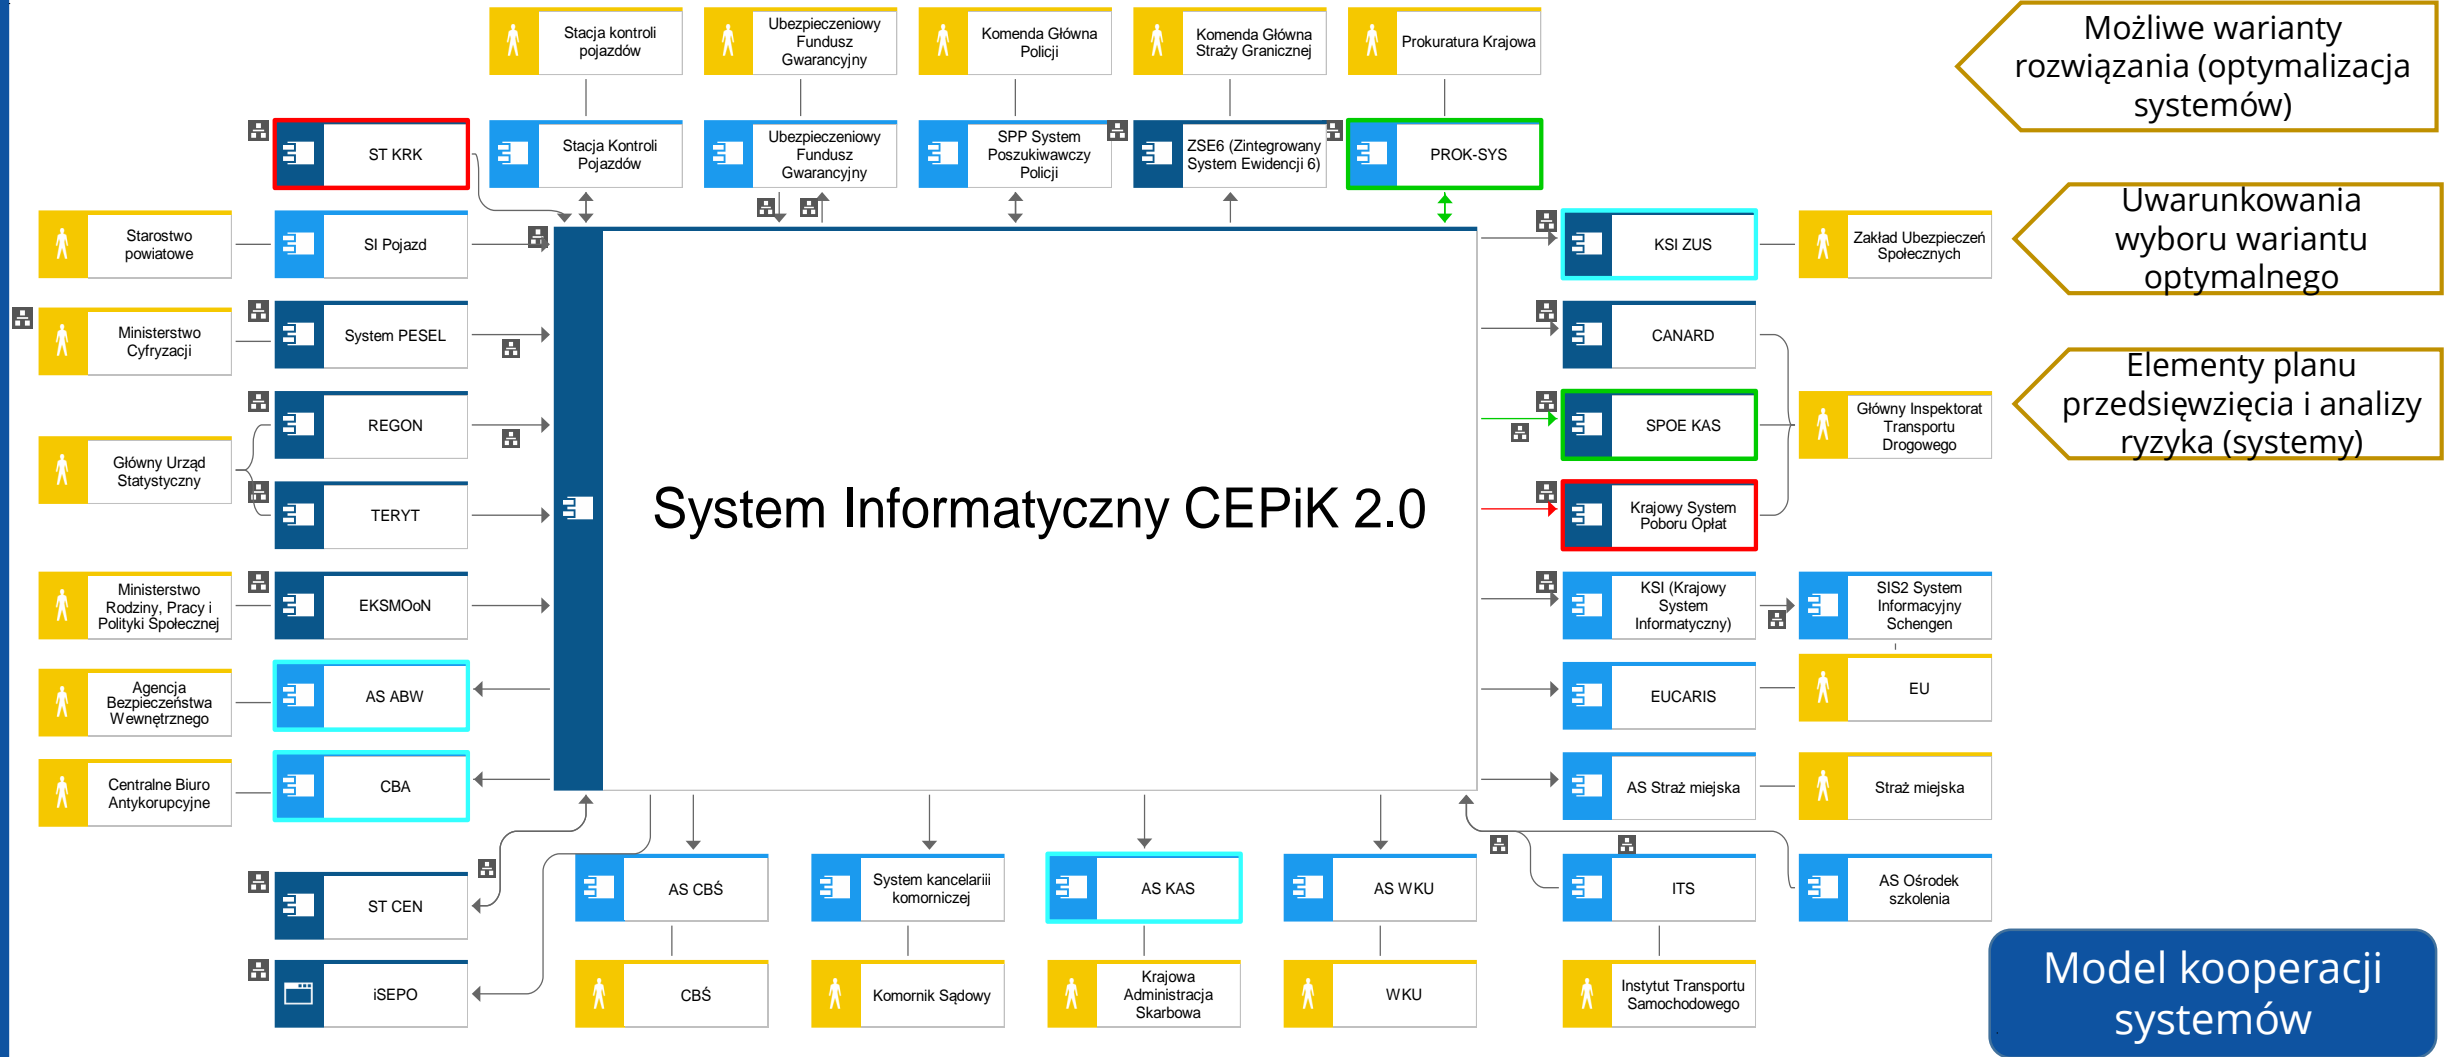 Stacja kontroli
pojazdów
Ubezpieczeniowy
Fundusz
Gwarancyjny
Komenda Główna
Policji
Komenda Główna
Straży Granicznej
Prokuratura Krajowa
Możliwe warianty
rozwiązania (optymalizacja
systemów)
ST KRK
Stacja Kontroli
Pojazdów
Ubezpieczeniowy
Fundusz
Gwarancyjny
SPP System
Poszukiwawczy
Policji
ZSE6 (Zintegrowany
System Ewidencji 6)
PROK-SYS
Starostwo
powiatowe
SI Pojazd
KSI ZUS
Zakład Ubezpieczeń
Społecznych
Uwarunkowania
wyboru wariantu
optymalnego
Ministerstwo
Cyfryzacji
System PESEL
CANARD
Elementy planu
przedsięwzięcia i analizy
ryzyka (systemy)
Główny Urząd
Statystyczny
REGON
TERYT
System Informatyczny CEPiK 2.0
SPOE KAS
Główny Inspektorat
Transportu
Drogowego
Krajowy System
Poboru Opłat
Ministerstwo
Rodziny, Pracy i
Polityki Społecznej
EKSMOoN
KSI (Krajowy
System
Informatyczny)
SIS2 System
Informacyjny
Schengen
Agencja
Bezpieczeństwa
Wewnętrznego
AS ABW
EUCARIS
EU
Centralne Biuro
Antykorupcyjne
CBA
AS Straż miejska
Straż miejska
ST CEN
AS CBŚ
System kancelariii
komorniczej
AS KAS
AS WKU
ITS
AS Ośrodek
szkolenia
iSEPO
CBŚ
Komornik Sądowy
Krajowa
Administracja
Skarbowa
WKU
Instytut Transportu
Samochodowego
Model kooperacji
systemów